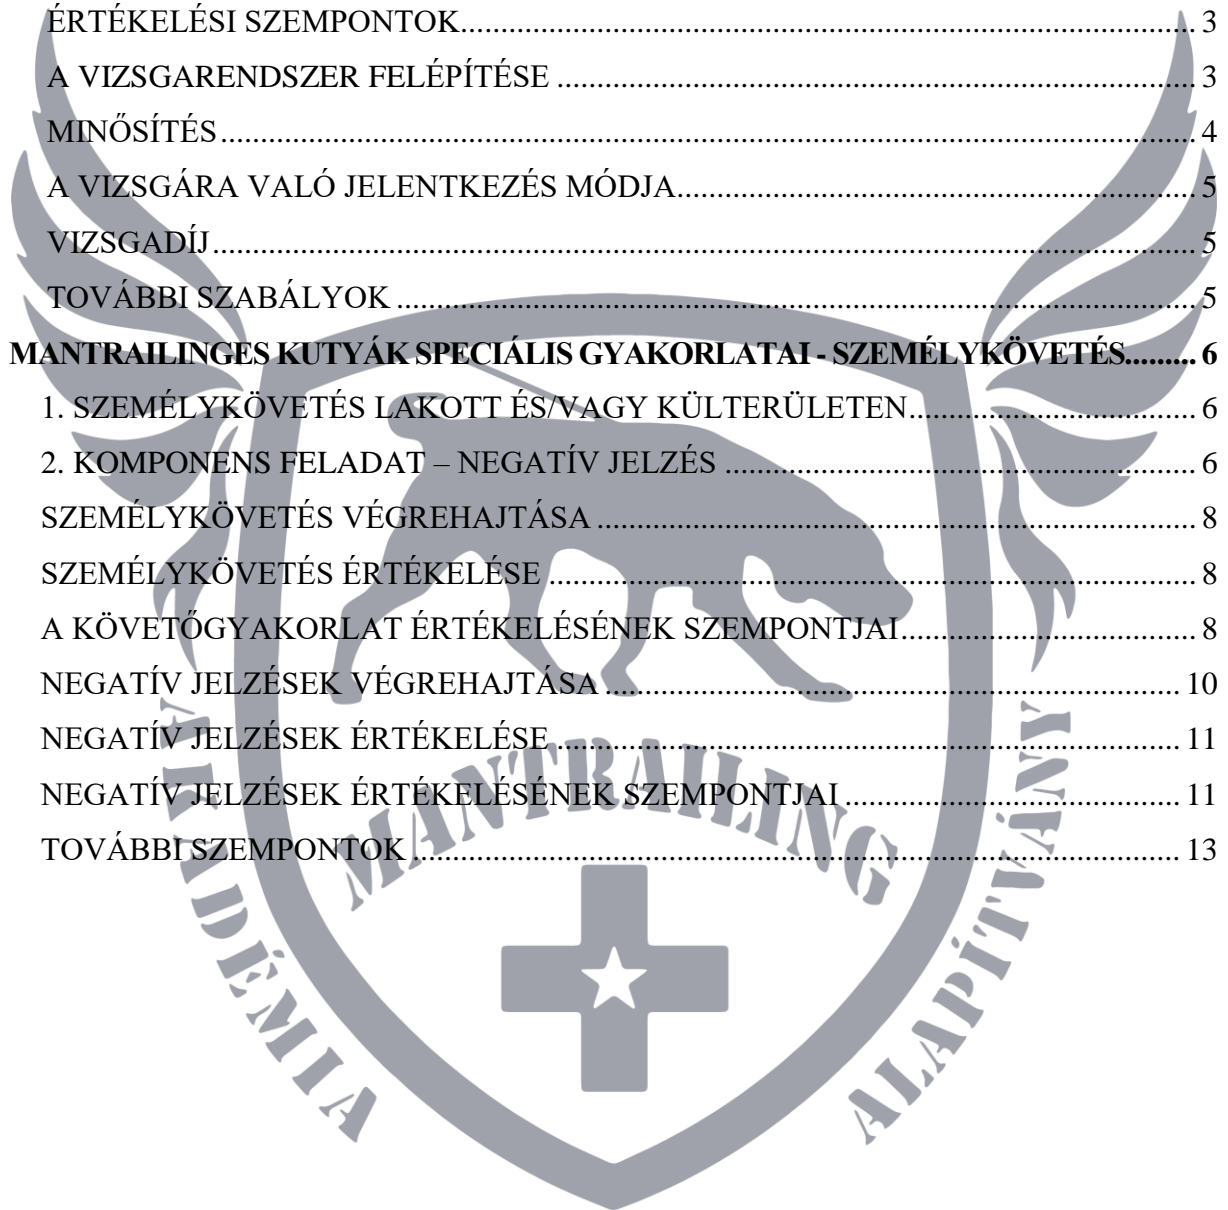 ÉRTÉKELÉSI SZEMPONTOK.......................................................................................... 3
A VIZSGARENDSZER FELÉPÍTÉSE ............................................................................... 3
MINŐSÍTÉS ........................................................................................................................ 4
A VIZSGÁRA VALÓ JELENTKEZÉS MÓDJA................................................................ 5
VIZSGADÍJ......................................................................................................................... 5
TOVÁBBI SZABÁLYOK ................................................................................................... 5
MANTRAILINGES KUTYÁK SPECIÁLIS GYAKORLATAI - SZEMÉLYKÖVETÉS......... 6
1. SZEMÉLYKÖVETÉS LAKOTT ÉS/VAGY KÜLTERÜLETEN................................... 6
2. KOMPONENS FELADAT – NEGATÍV JELZÉS ......................................................... 6
SZEMÉLYKÖVETÉS VÉGREHAJTÁSA ......................................................................... 8
SZEMÉLYKÖVETÉS ÉRTÉKELÉSE ............................................................................... 8
A KÖVETŐGYAKORLAT ÉRTÉKELÉSÉNEK SZEMPONTJAI.................................... 8
NEGATÍV JELZÉSEK VÉGREHAJTÁSA ...................................................................... 10
NEGATÍV JELZÉSEK ÉRTÉKELÉSE ............................................................................. 11
NEGATÍV JELZÉSEK ÉRTÉKELÉSÉNEK SZEMPONTJAI ......................................... 11
TOVÁBBI SZEMPONTOK .............................................................................................. 13
MANTRAILING
AKADÉMIA
ALAPÍTVÁNY